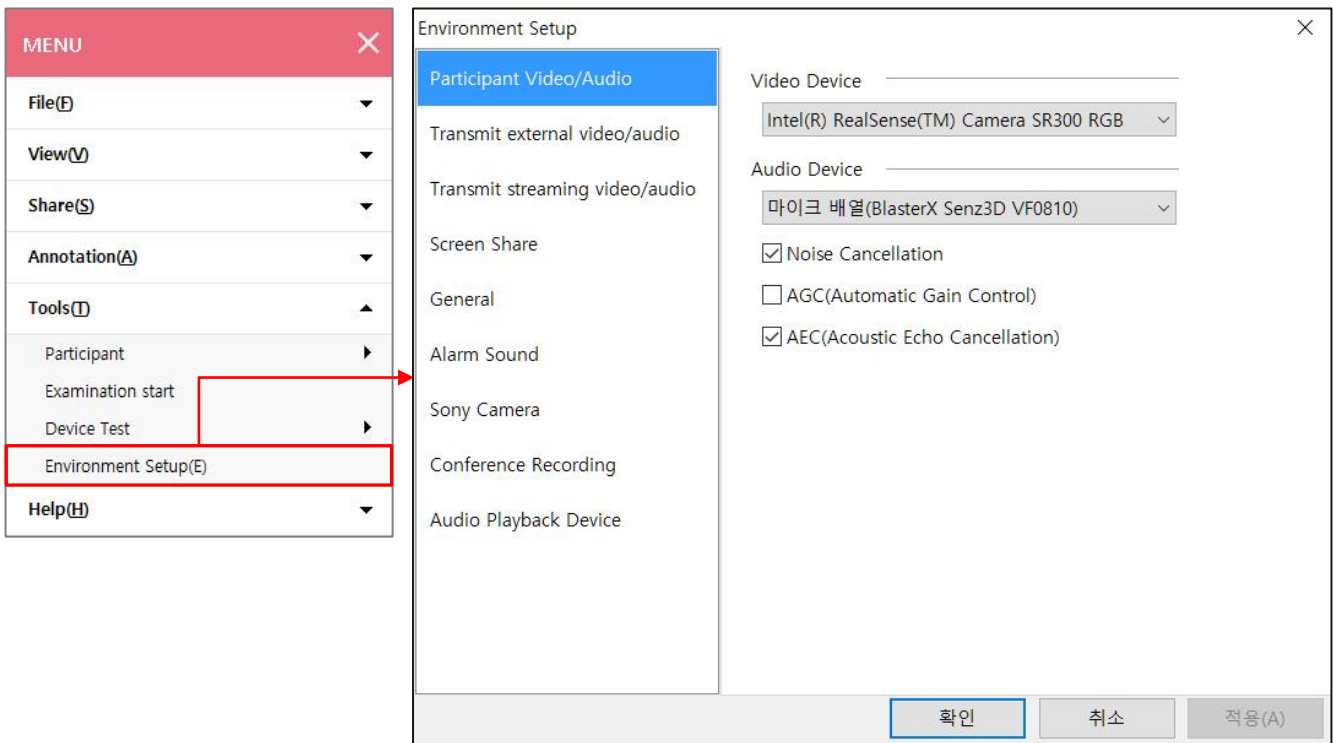 MENU
File(F)
View(V)
Share(S)
Annotation(A)
Tools(T)
Participant
Examination start
Device Test
Environment Setup(E)
Help(H)
Environment Setup
Participant Video/Audio
Transmit external video/audio
Transmit streaming video/audio
Screen Share
General
Alarm Sound
Sony Camera
Conference Recording
Audio Playback Device
Video Device
Intel(R) RealSense(TM) Camera SR300 RGB
Audio Device
마이크 배열(BlasterX Senz3D VF0810)
Noise Cancellation
AGC(Automatic Gain Control)
AEC(Acoustic Echo Cancellation)
확인
취소
적용(A)